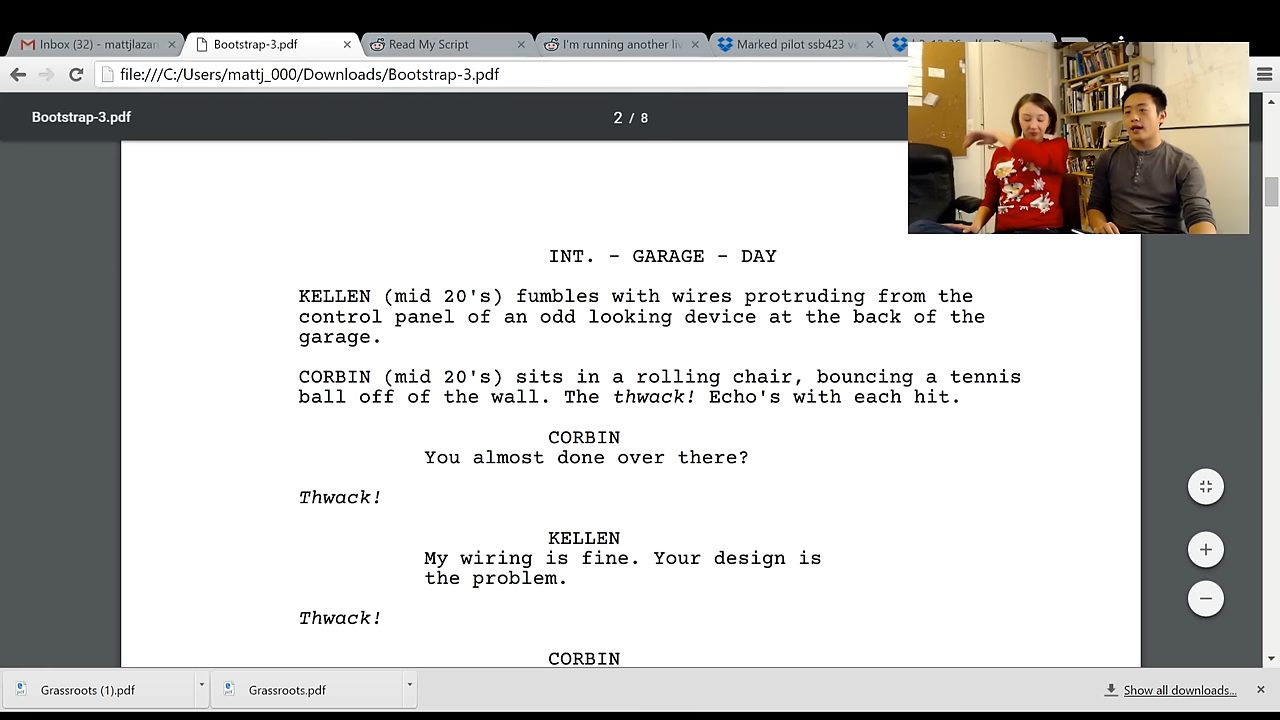 Inbox (32) - mattjlazar
Bootstrap-3.pdf
Read My Script
I'm running another liv
Marked pilot ssb423 ve
file:///C:/Users/mattj_000/Downloads/Bootstrap-3.pdf
Bootstrap-3.pdf
2 / 8
INT. - GARAGE - DAY
KELLEN (mid 20's) fumbles with wires protruding from the
control panel of an odd looking device at the back of the
garage.
CORBIN (mid 20's) sits in a rolling chair, bouncing a tennis
ball off of the wall. The thwack! Echo's with each hit.
CORBIN
You almost done over there?
Thwack!
KELLEN
My wiring is fine. Your design is
the problem.
Thwack!
CORBIN
Grassroots (1).pdf
Grassroots.pdf
Show all downloads...